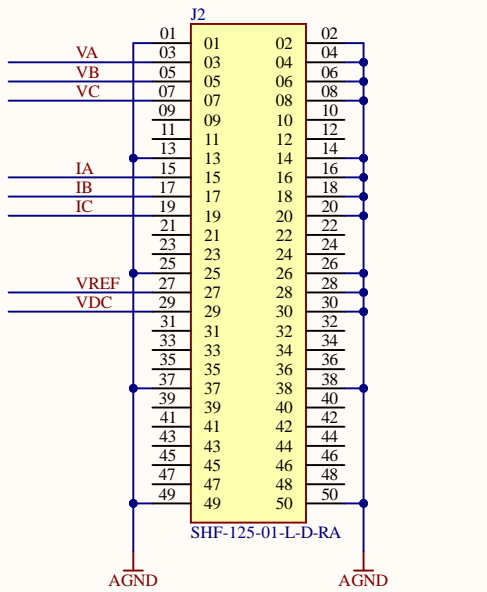 J2
01 01 02 02
VA 03 03 04 04
VB 05 05 06 06
VC 07 07 08 08
09 09 10 10
11 11 12 12
13 13 14 14
IA 15 15 16 16
IB 17 17 18 18
IC 19 19 20 20
21 21 22 22
23 23 24 24
25 25 26 26
VREF 27 27 28 28
VDC 29 29 30 30
31 31 32 32
33 33 34 34
35 35 36 36
37 37 38 38
39 39 40 40
41 41 42 42
43 43 44 44
45 45 46 46
47 47 48 48
49 49 50 50
SHF-125-01-L-D-RA
AGND AGND